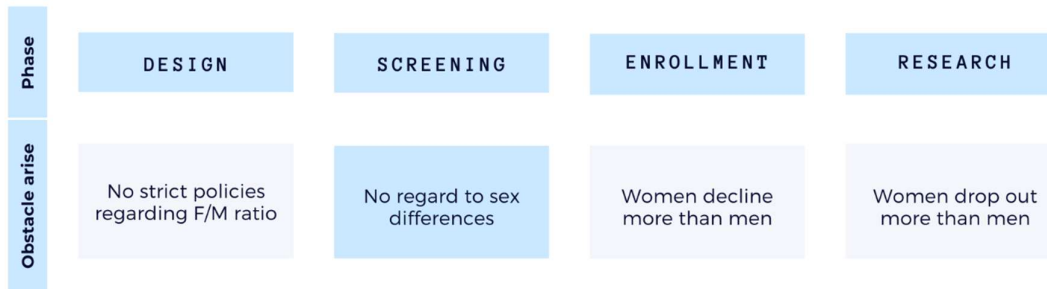 Phase
DESIGN
SCREENING
ENROLLMENT
RESEARCH
Obstacle arise
No strict policies
regarding F/M ratio
No regard to sex
differences
Women decline
more than men
Women drop out
more than men